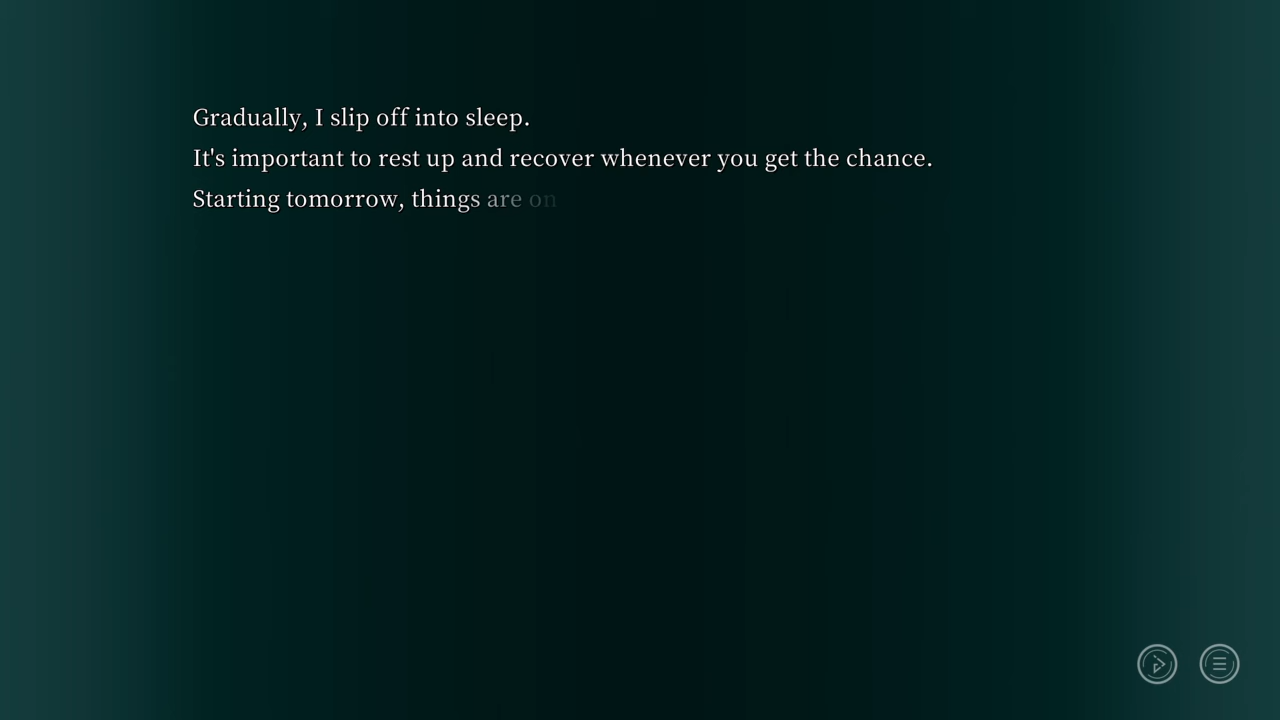 Gradually, I slip off into sleep.
It's important to rest up and recover whenever you get the chance.
Starting tomorrow, things are on